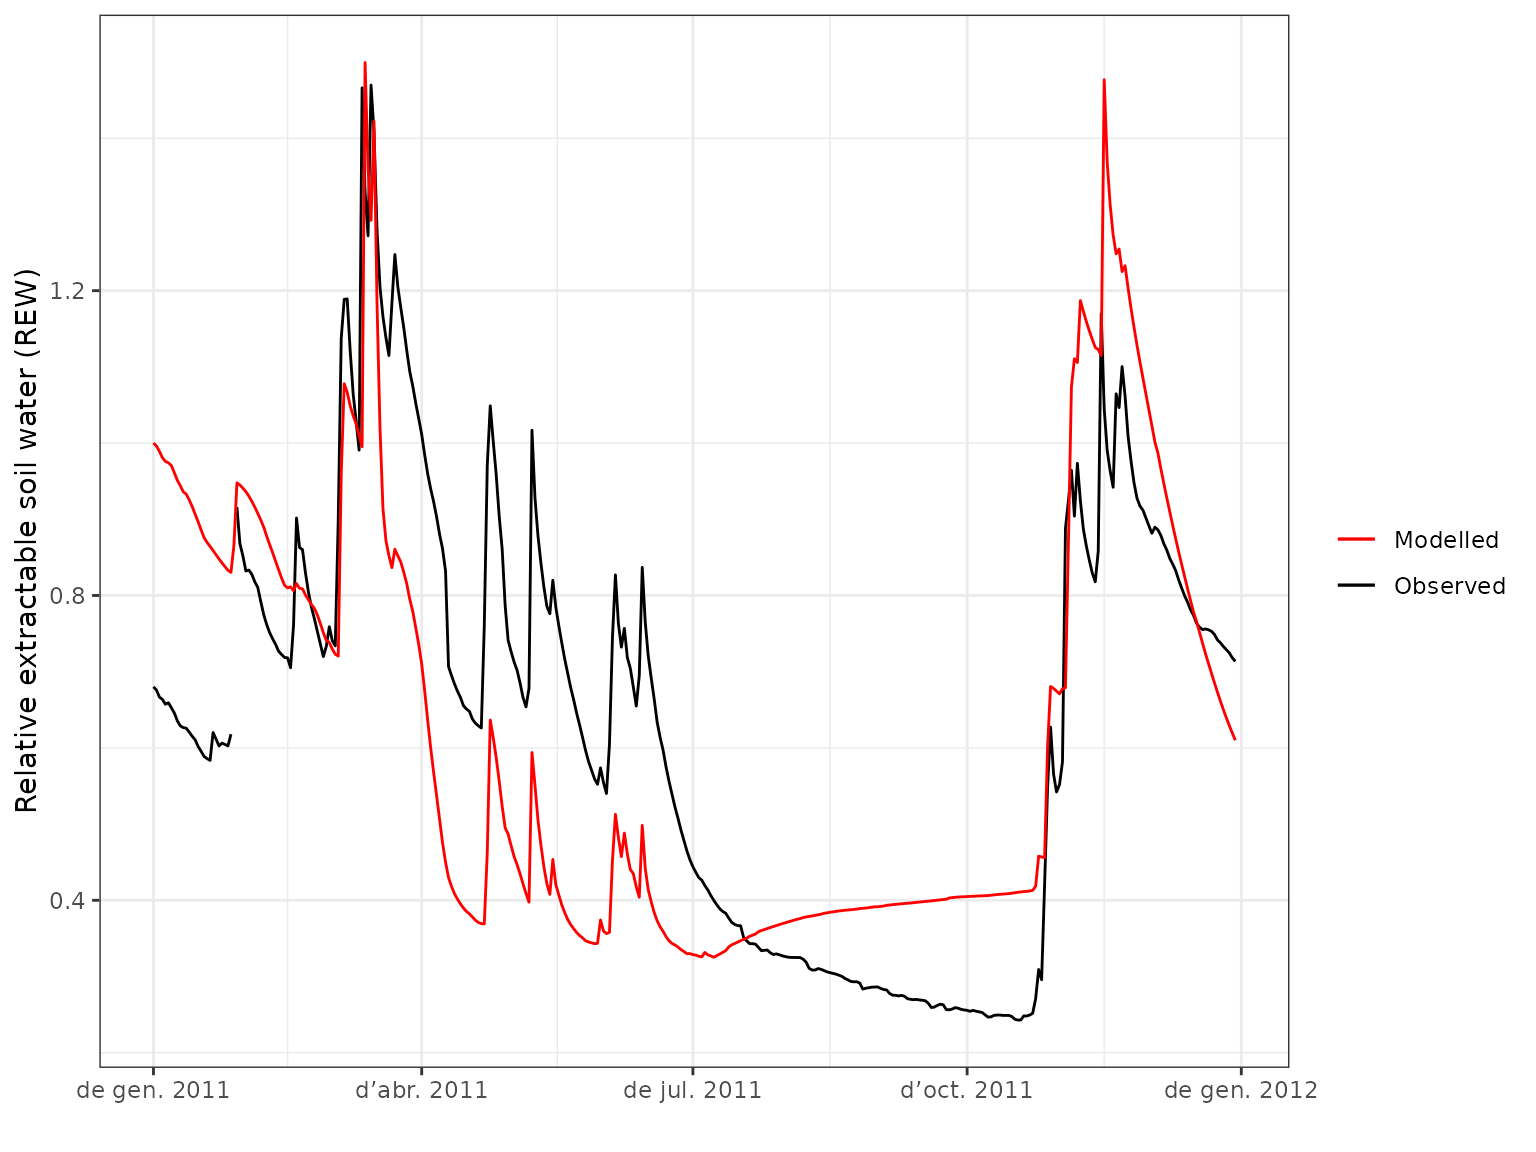 Relative extractable soil water (REW)
1.2
0.8
0.4
de gen. 2011
d’abr. 2011
de jul. 2011
d’oct. 2011
de gen. 2012
Modelled
Observed